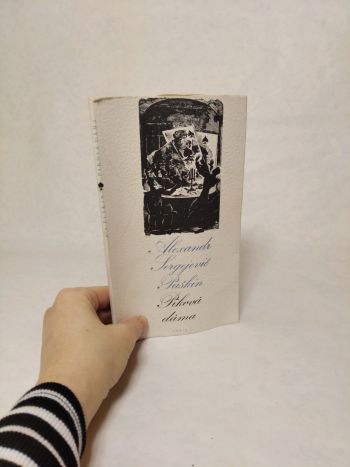 Alexandr
Sergejevič
Puškin
Piková
dáma